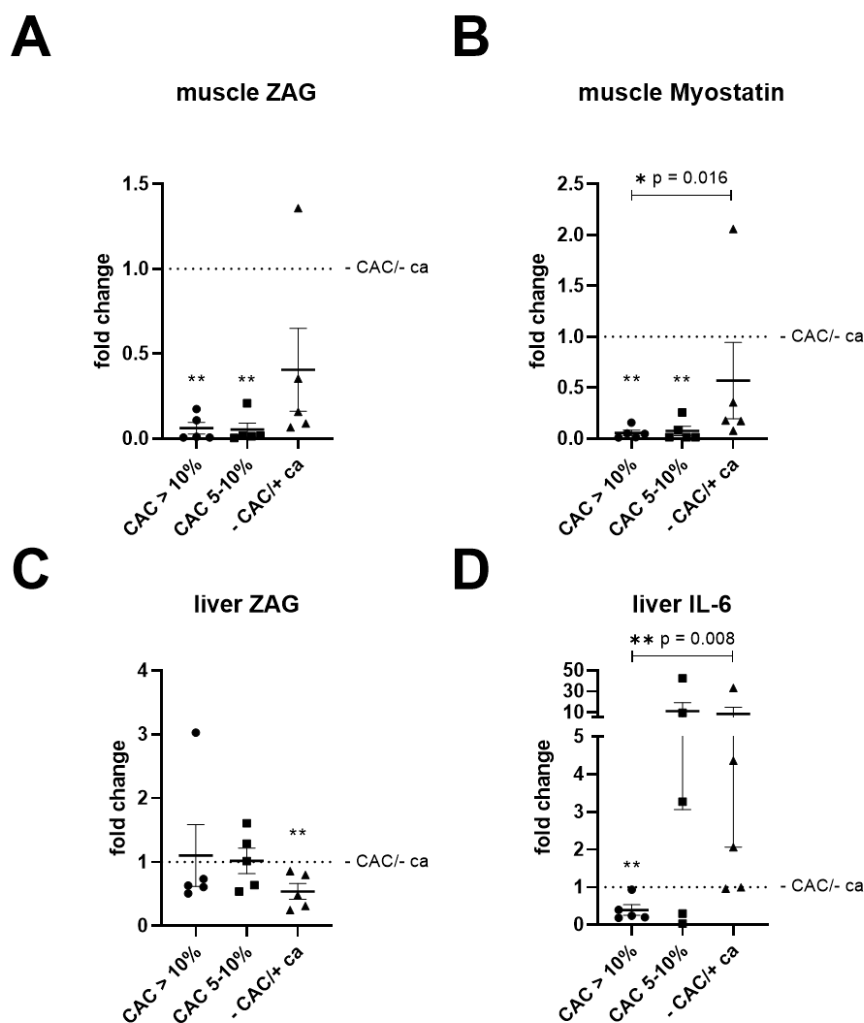 A
muscle ZAG
1.5
1.0
0.5
0.0
fold change
** **
- CAC/- ca
CAC > 10%
CAC 5-10%
- CAC/+ ca
B
muscle Myostatin
* p = 0.016
2.5
2.0
1.5
1.0
0.5
0.0
fold change
** **
- CAC/- ca
CAC > 10%
CAC 5-10%
- CAC/+ ca
C
liver ZAG
4
3
2
1
0
fold change
**
- CAC/- ca
CAC > 10%
CAC 5-10%
- CAC/+ ca
D
liver IL-6
** p = 0.008
50
30
10
5
4
3
2
1
0
fold change
**
- CAC/- ca
CAC > 10%
CAC 5-10%
- CAC/+ ca